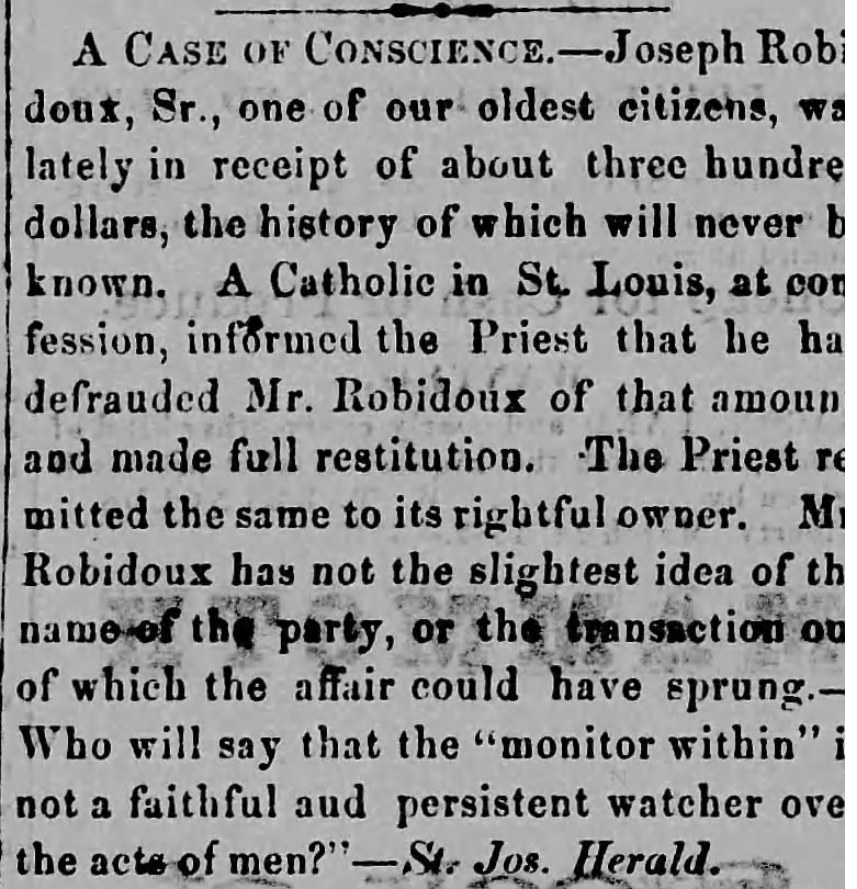 A CASE OF CONSCIENCE.—Joseph Robi
doux, Sr., one of our oldest citizens, wa
lately in receipt of about three hundre
dollars, the history of which will never b
known. A Catholic in St. Louis, at con
fession, informed the Priest that he ha
defrauded Mr. Robidoux of that amoun
and made full restitution. The Priest re
mitted the same to its rightful owner. Mr
Robidoux has not the slightest idea of th
name of the party, or the transaction ou
of which the affair could have sprung.—
Who will say that the "monitor within" i
not a faithful aud persistent watcher ove
the acts of men?"—St. Jos. Herald.